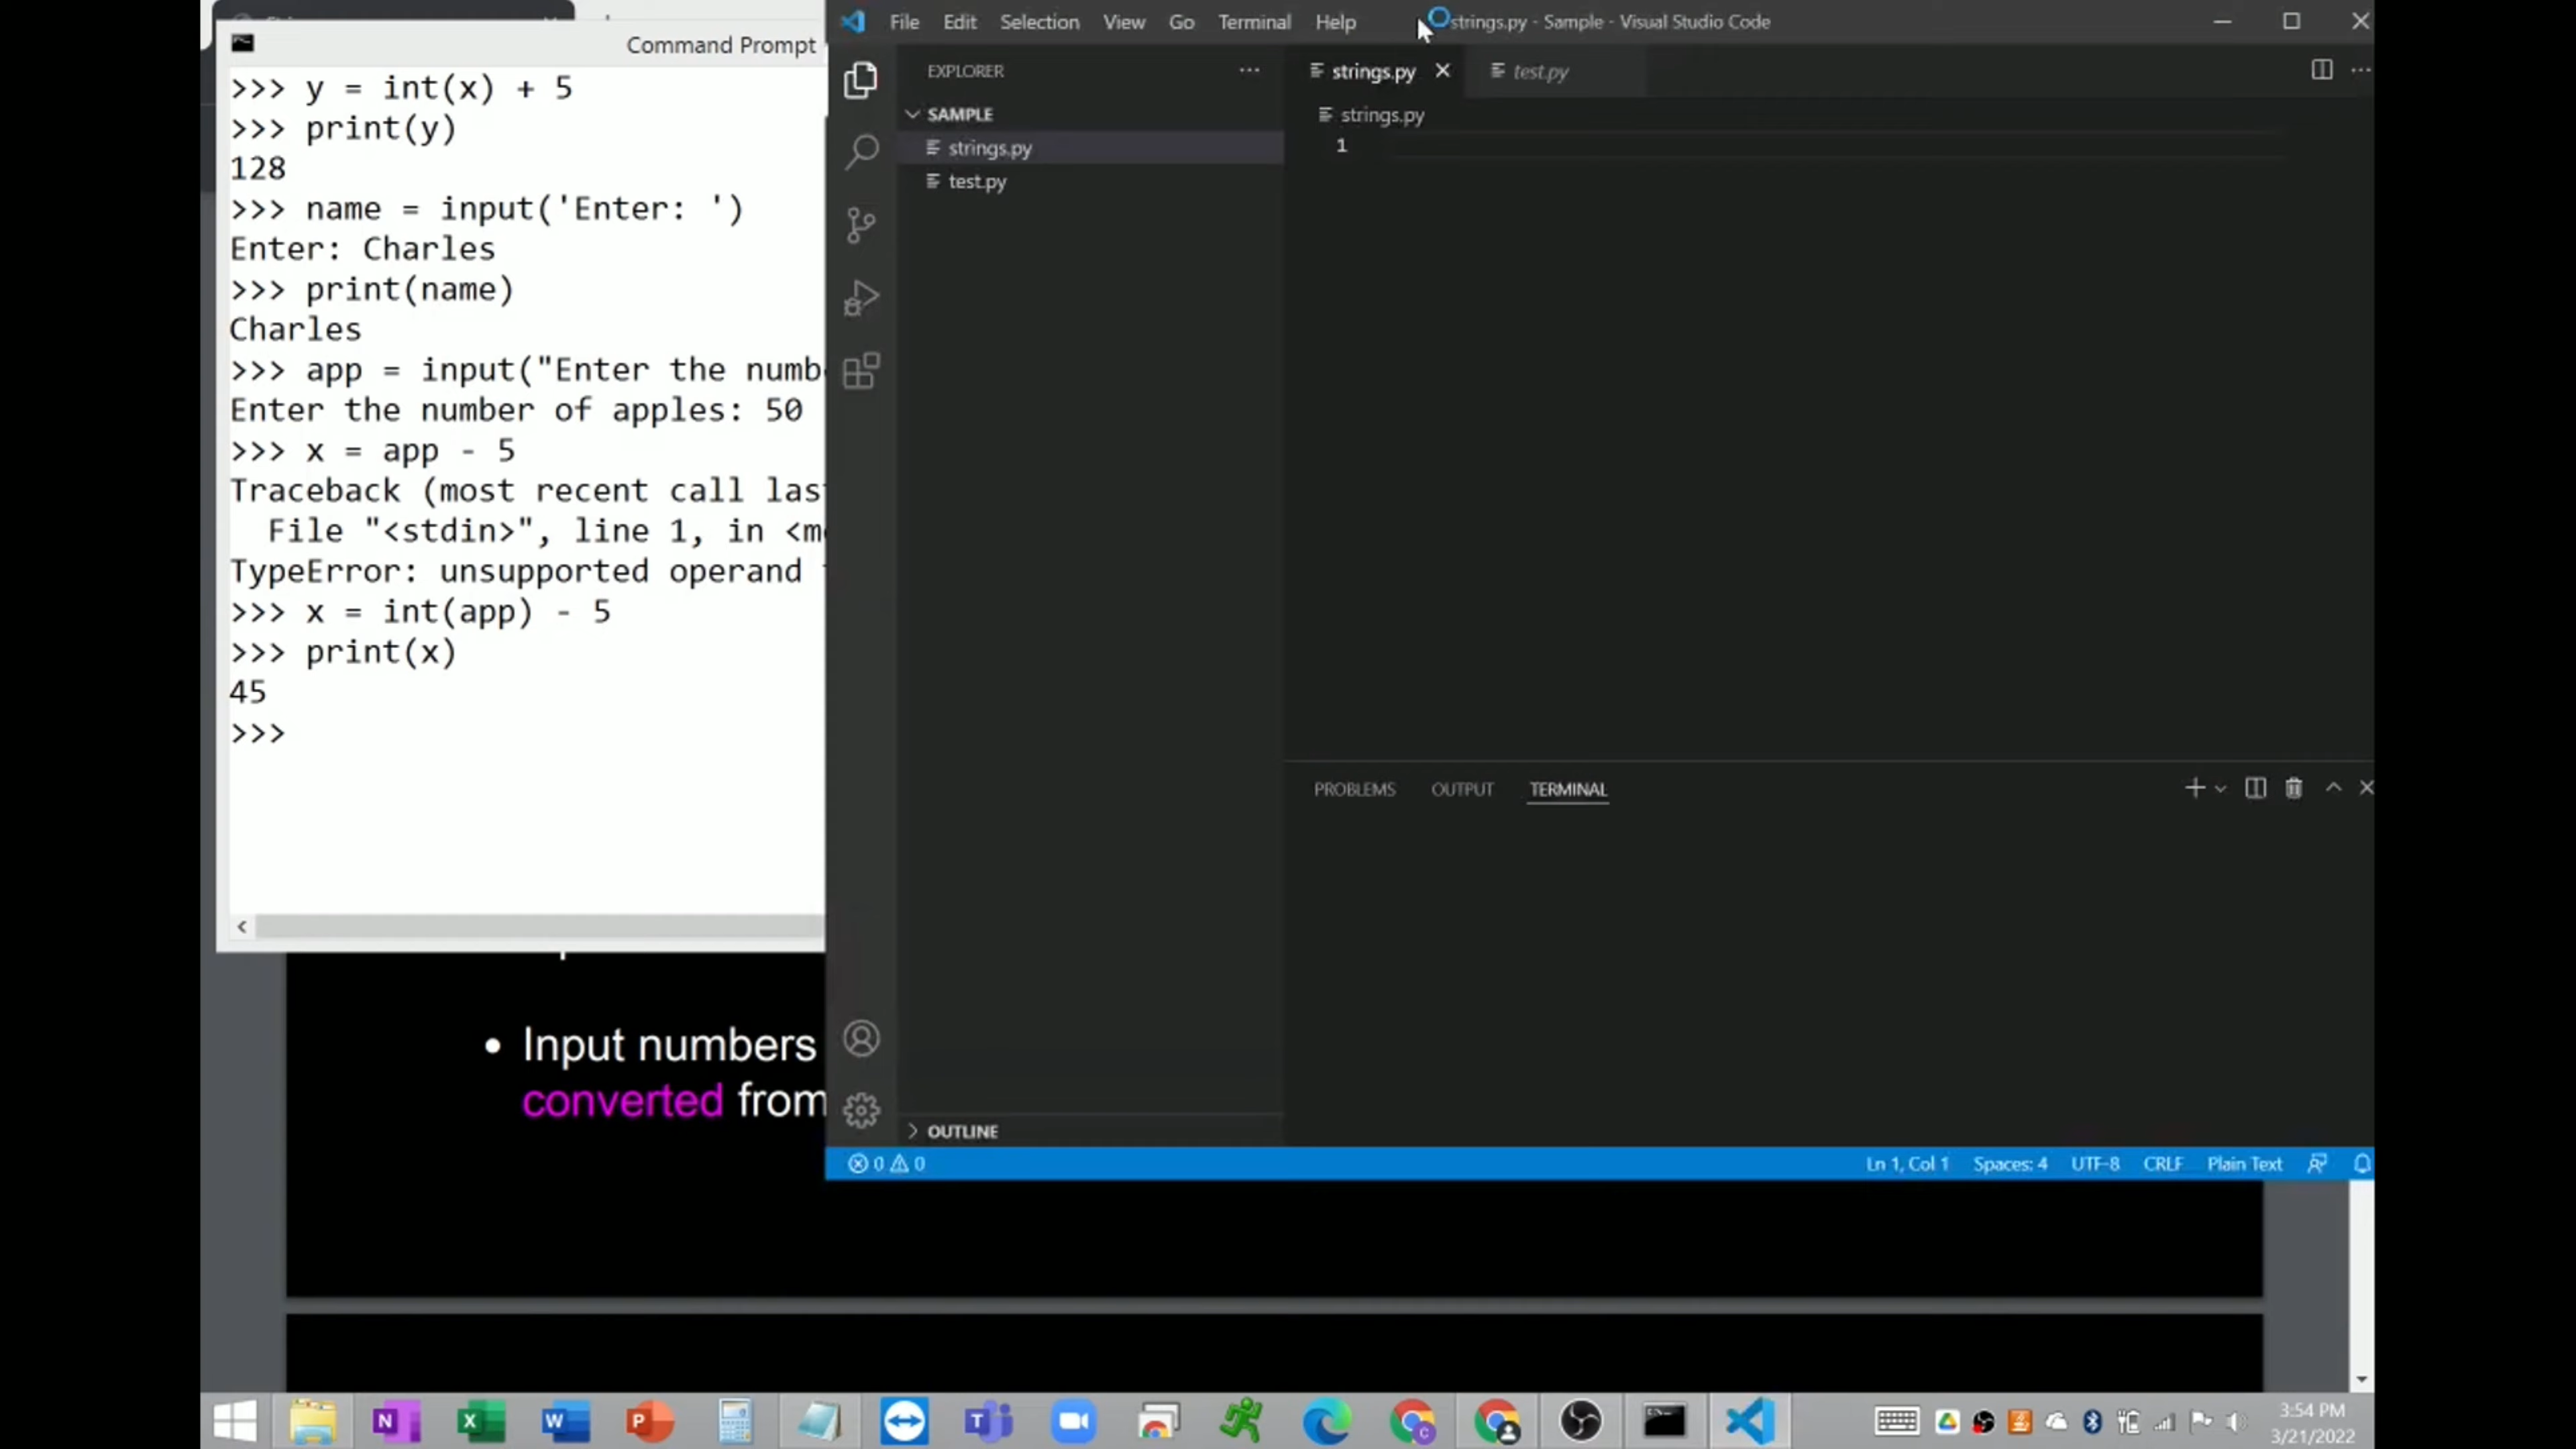 Command Prompt
>>> y = int(x) + 5
>>> print(y)
128
>>> name = input('Enter: ')
Enter: Charles
>>> print(name)
Charles
>>> app = input("Enter the numb
Enter the number of apples: 50
>>> x = app - 5
Traceback (most recent call las
File "<stdin>", line 1, in <m
TypeError: unsupported operand
>>> x = int(app) - 5
>>> print(x)
45
>>>
• Input numbers
converted from
File Edit Selection View Go Terminal Help strings.py - Sample - Visual Studio Code
EXPLORER
SAMPLE
strings.py
test.py
OUTLINE
strings.py test.py
strings.py
1
PROBLEMS OUTPUT TERMINAL
0 0 Ln 1, Col 1 Spaces: 4 UTF-8 CRLF Plain Text
3:54 PM
3/21/2022